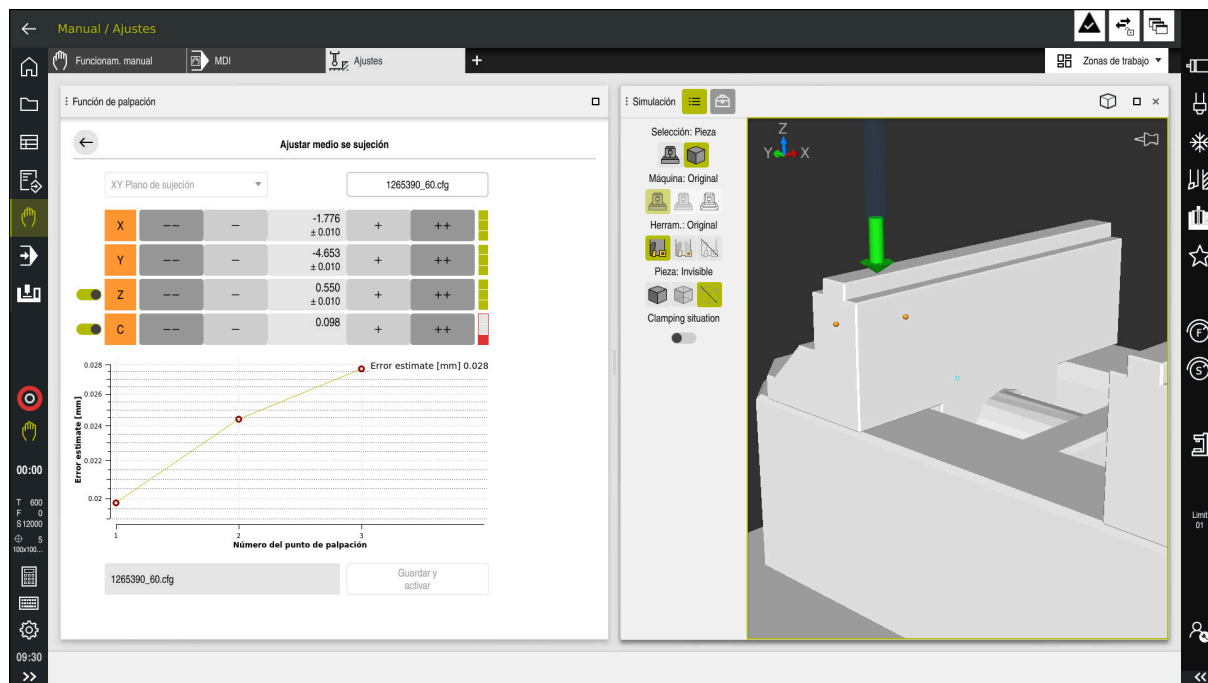 Manual / Ajustes
Funcionam. manual
MDI
Ajustes
+
Zonas de trabajo
Función de palpación
Ajustar medio se sujeción
XY Plano de sujeción
1265390_60.cfg
X
−−
−
-1.776
± 0.010
+
++
Y
−−
−
-4.653
± 0.010
+
++
Z
−−
−
0.550
± 0.010
+
++
C
−−
−
0.098
+
++
Error estimate [mm] 0.028
Error estimate [mm]
0.028
0.026
0.024
0.022
0.02
1
2
3
Número del punto de palpación
1265390_60.cfg
Guardar y
activar
Simulación
Selección: Pieza
Máquina: Original
Herram.: Original
Pieza: Invisible
Clamping situation
Z
Y
X
00:00
T 600
F 0
S 12000
5
100x100...
09:30
F
S
Limit
01